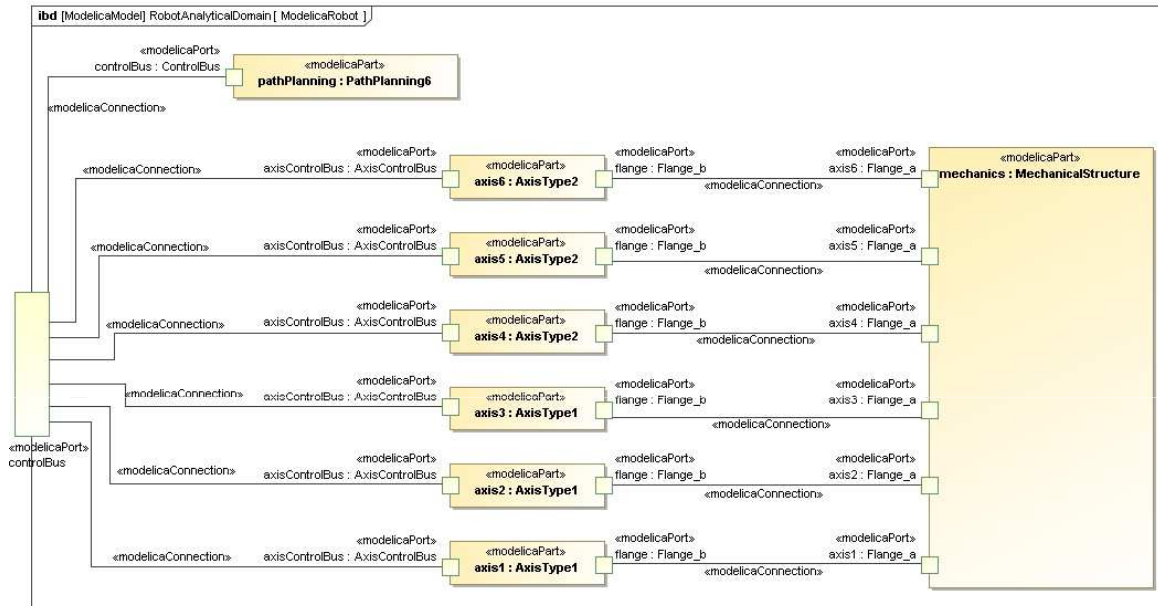 ibd [ModelicaModel] RobotAnalyticalDomain [ ModelicaRobot ]
«modelicaPort»
controlBus : ControlBus
«modelicaPart»
pathPlanning : PathPlanning6
«modelicaConnection»
«modelicaConnection»
«modelicaPort»
axisControlBus : AxisControlBus
«modelicaPart»
axis6 : AxisType2
«modelicaPort»
flange : Flange_b
«modelicaConnection»
«modelicaPort»
axis6 : Flange_a
«modelicaPart»
mechanics : MechanicalStructure
«modelicaConnection»
«modelicaPort»
axisControlBus : AxisControlBus
«modelicaPart»
axis5 : AxisType2
«modelicaPort»
flange : Flange_b
«modelicaConnection»
«modelicaPort»
axis5 : Flange_a
«modelicaConnection»
«modelicaPort»
axisControlBus : AxisControlBus
«modelicaPart»
axis4 : AxisType2
«modelicaPort»
flange : Flange_b
«modelicaConnection»
«modelicaPort»
axis4 : Flange_a
«modelicaConnection»
«modelicaPort»
axisControlBus : AxisControlBus
«modelicaPart»
axis3 : AxisType1
«modelicaPort»
flange : Flange_b
«modelicaConnection»
«modelicaPort»
axis3 : Flange_a
«modelicaPort»
controlBus
«modelicaConnection»
«modelicaPort»
axisControlBus : AxisControlBus
«modelicaPart»
axis2 : AxisType1
«modelicaPort»
flange : Flange_b
«modelicaConnection»
«modelicaPort»
axis2 : Flange_a
«modelicaConnection»
«modelicaPort»
axisControlBus : AxisControlBus
«modelicaPart»
axis1 : AxisType1
«modelicaPort»
flange : Flange_b
«modelicaConnection»
«modelicaPort»
axis1 : Flange_a